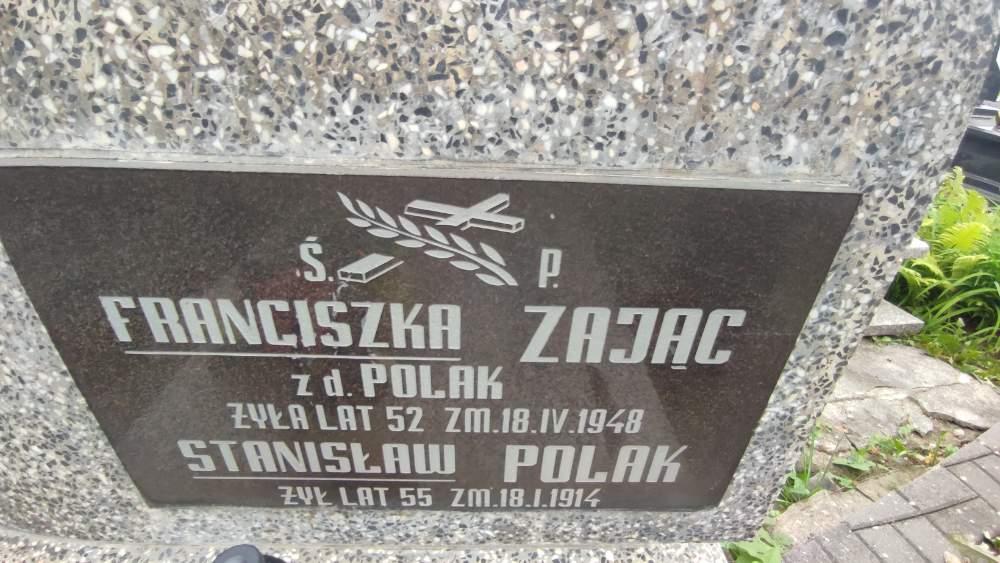 Ś. P.
FRANCISZKA ZAJĄC
z d. POLAK
ŻYŁA LAT 52 ZM. 18.IV.1948
STANISŁAW POLAK
ŻYŁ LAT 55 ZM. 18.I.1914